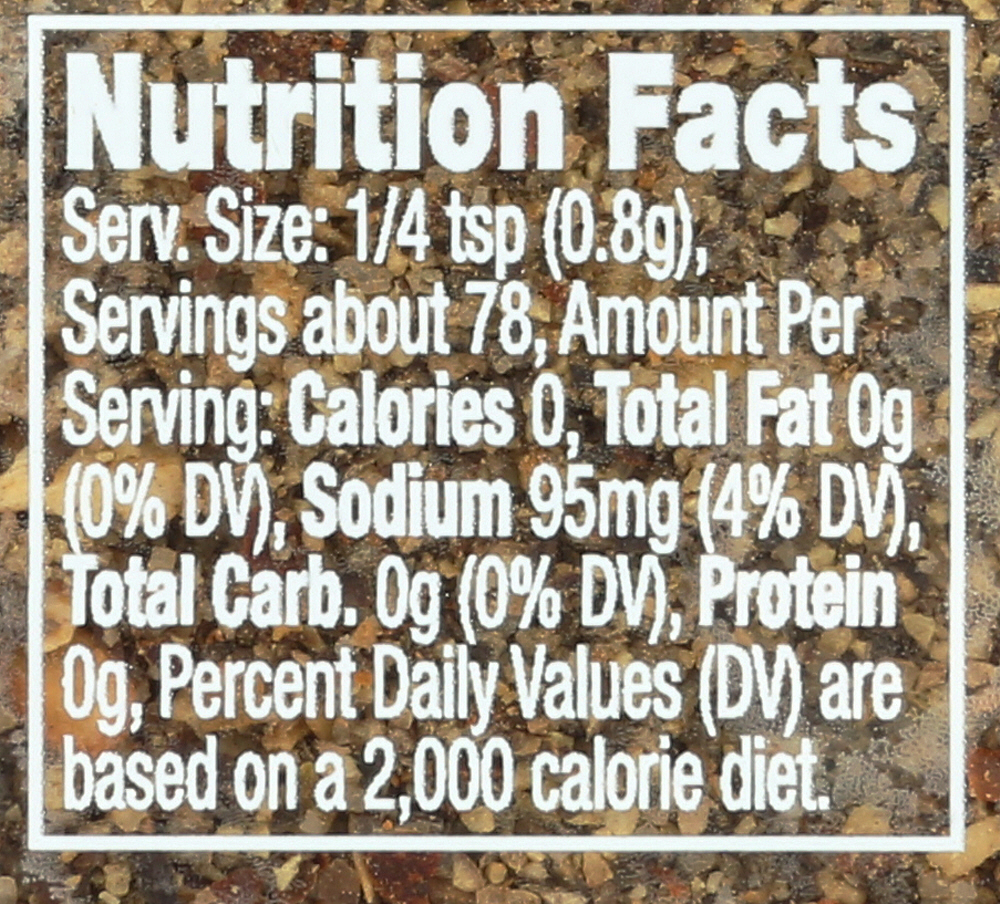 Nutrition Facts
Serv. Size: 1/4 tsp (0.8g),
Servings about 78, Amount Per
Serving: Calories 0, Total Fat 0g
(0% DV), Sodium 95mg (4% DV),
Total Carb. 0g (0% DV), Protein
0g, Percent Daily Values (DV) are
based on a 2,000 calorie diet.